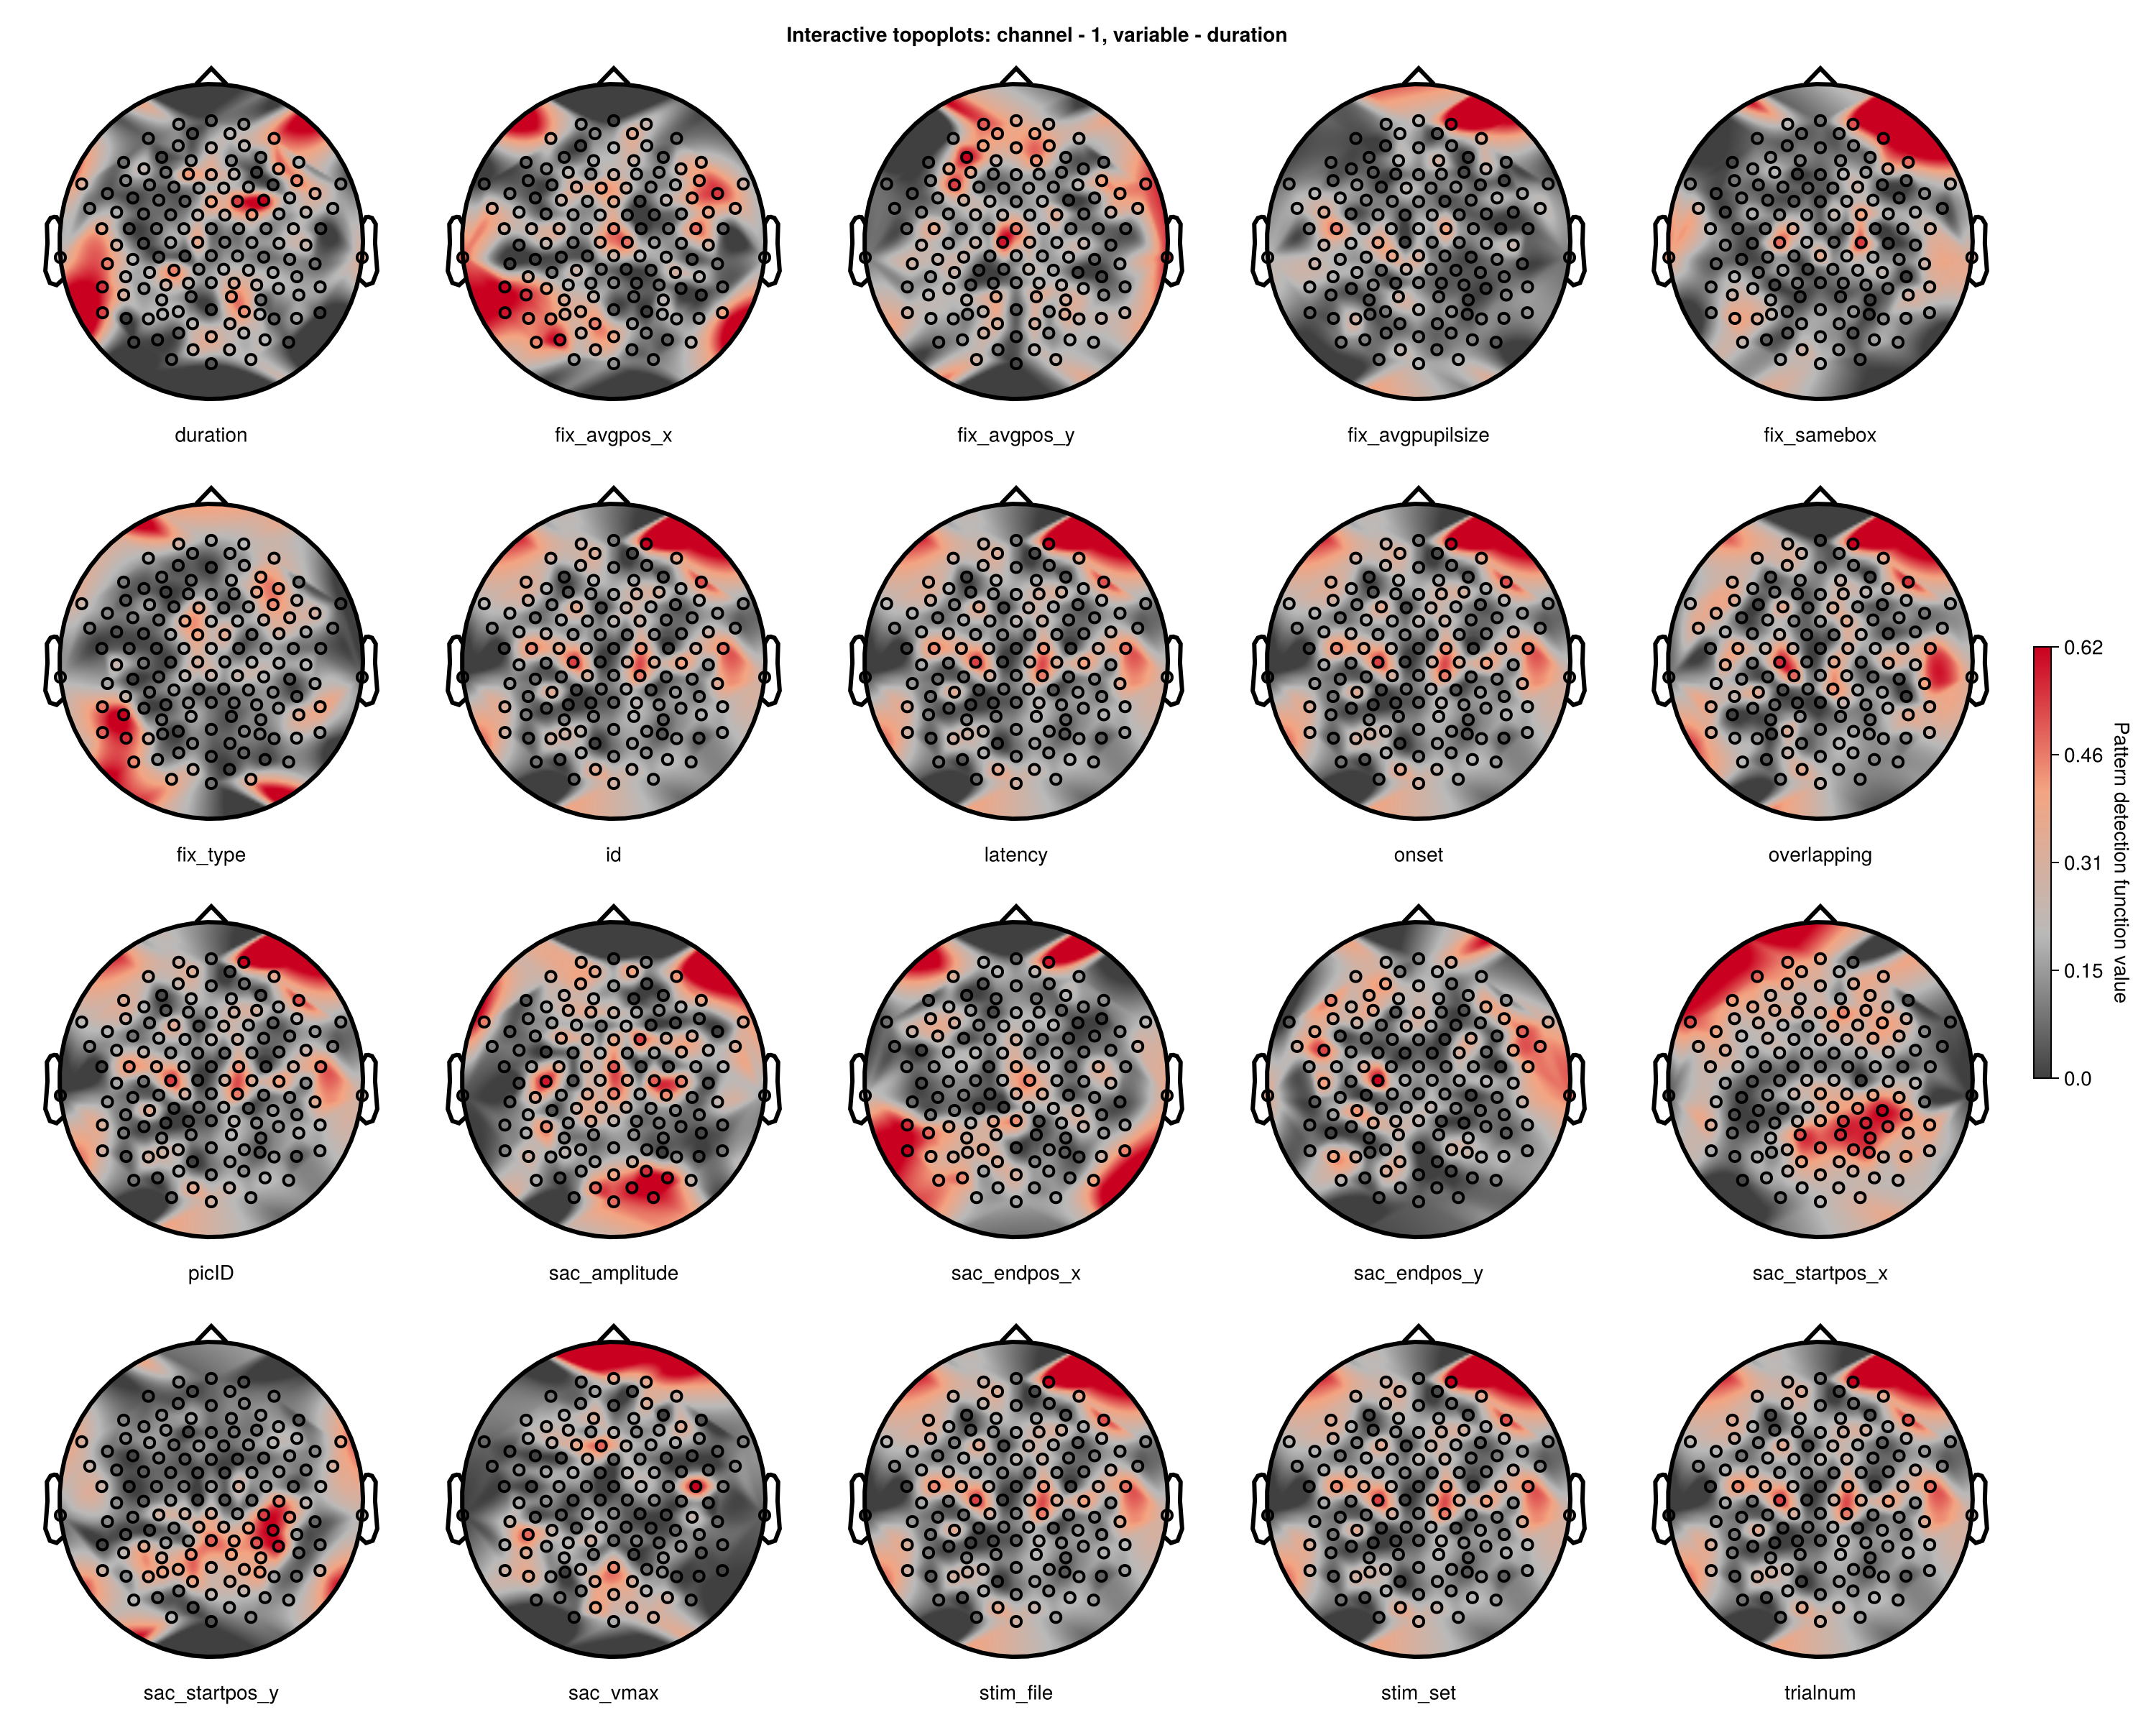 Interactive topoplots: channel - 1, variable - duration
duration
fix_avgpos_x
fix_avgpos_y
fix_avgpupilsize
fix_samebox
fix_type
id
latency
onset
overlapping
picID
sac_amplitude
sac_endpos_x
sac_endpos_y
sac_startpos_x
sac_startpos_y
sac_vmax
stim_file
stim_set
trialnum
0.62
0.46
0.31
0.15
0.0
Pattern detection function value